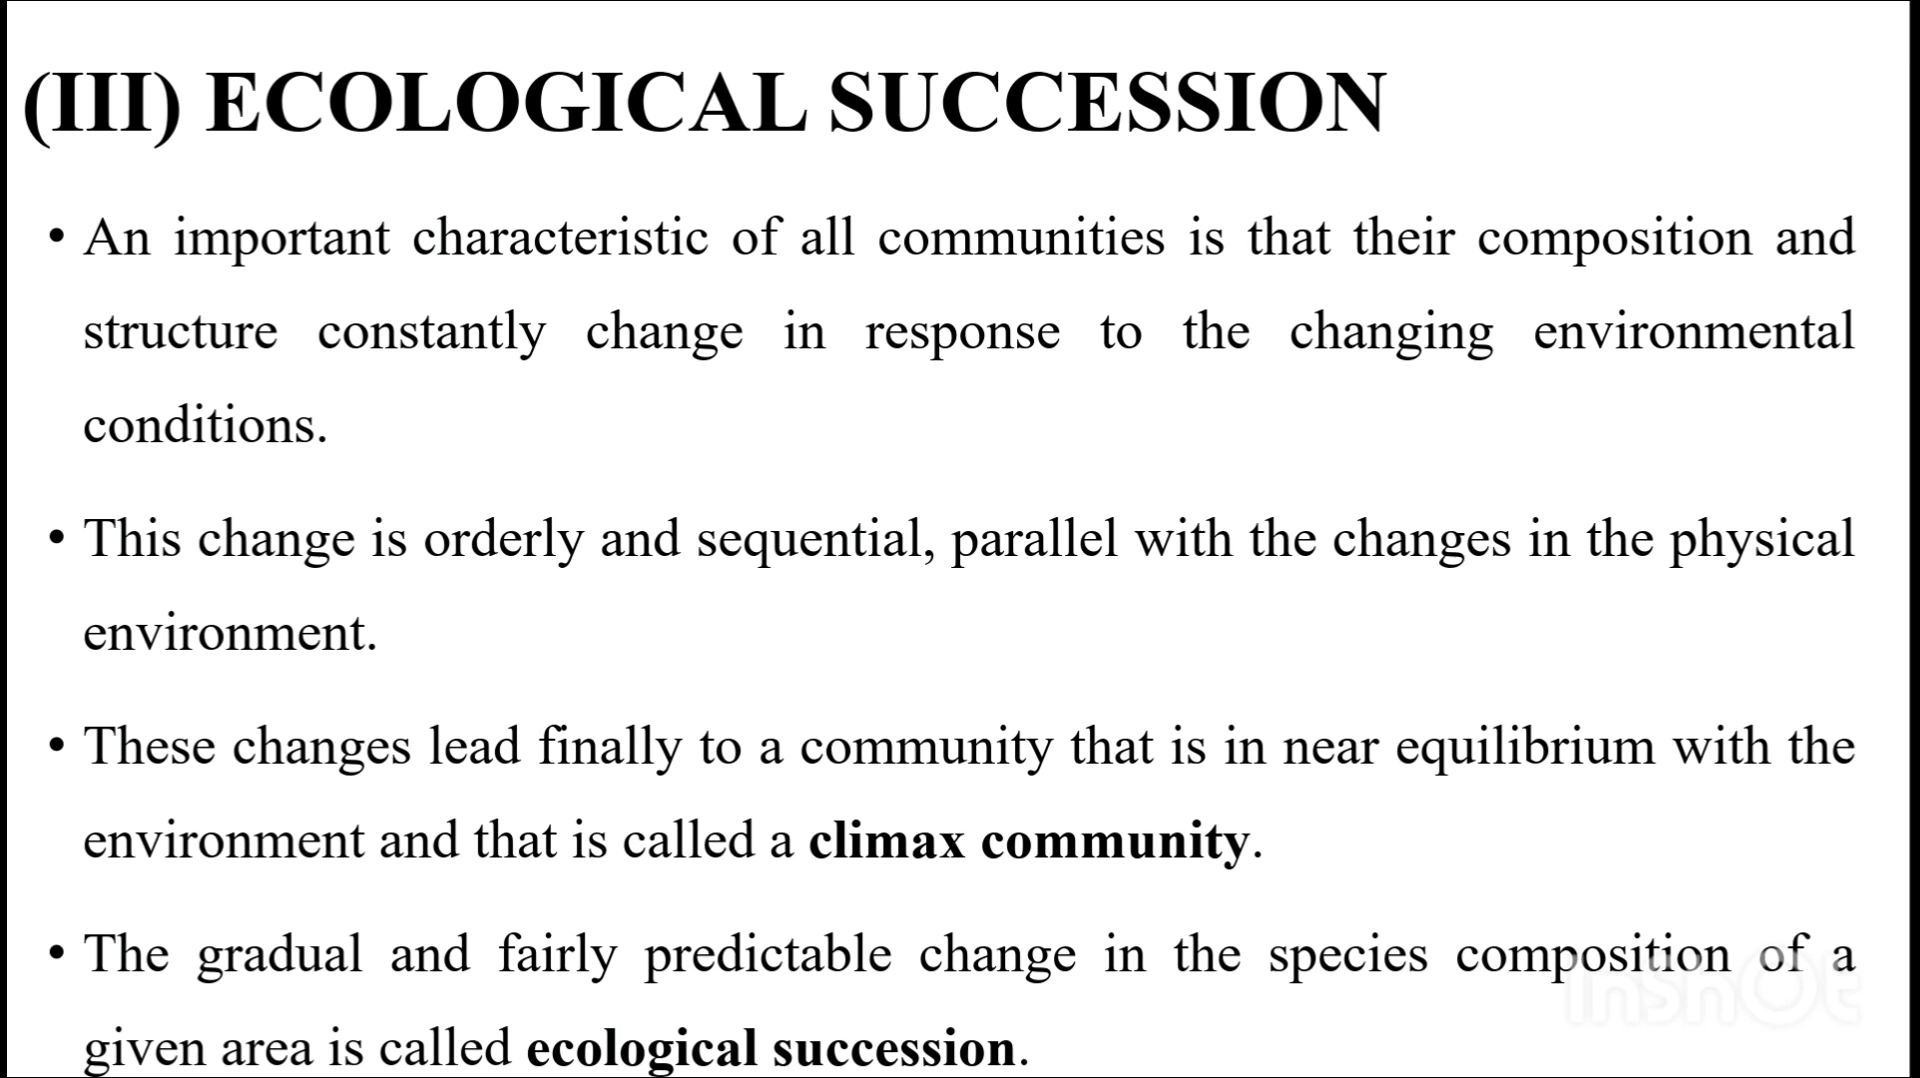 (III) ECOLOGICAL SUCCESSION
• An important characteristic of all communities is that their composition and
structure constantly change in response to the changing environmental
conditions.
• This change is orderly and sequential, parallel with the changes in the physical
environment.
• These changes lead finally to a community that is in near equilibrium with the
environment and that is called a climax community.
• The gradual and fairly predictable change in the species composition of a
given area is called ecological succession.
InShOt